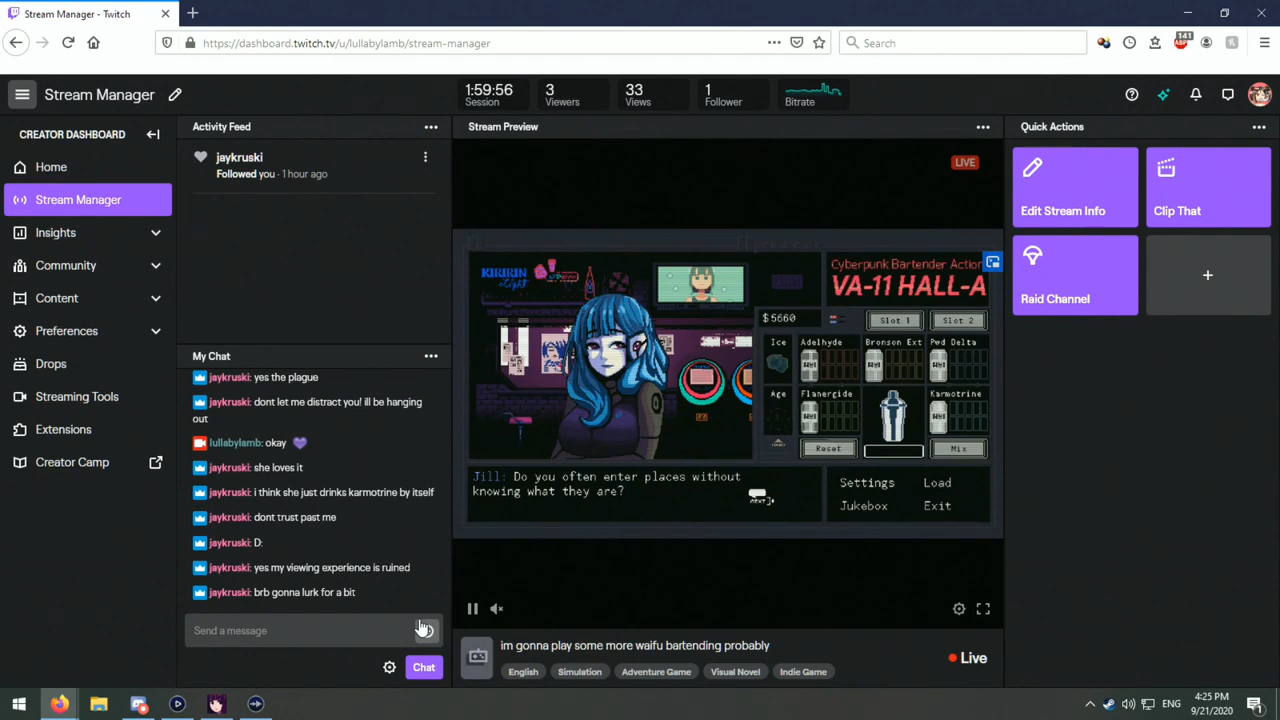 Stream Manager - Twitch
https://dashboard.twitch.tv/u/lullabylamb/stream-manager
Search
141
ABP
Stream Manager
1:59:56
Session
3
Viewers
33
Views
1
Follower
Bitrate
CREATOR DASHBOARD
Home
Stream Manager
Insights
Community
Content
Preferences
Drops
Streaming Tools
Extensions
Creator Camp
Activity Feed
jaykruski
Followed you · 1 hour ago
My Chat
jaykruski: yes the plague
jaykruski: dont let me distract you! ill be hanging
out
lullabylamb: okay
jaykruski: she loves it
jaykruski: i think she just drinks karmotrine by itself
jaykruski: dont trust past me
jaykruski: D:
jaykruski: yes my viewing experience is ruined
jaykruski: brb gonna lurk for a bit
Send a message
Chat
Stream Preview
LIVE
KIRIRIN
Light
Cyberpunk Bartender Action
VA-11 HALL-A
$5660
Slot 1
Slot 2
Ice
Adelhyde
Bronson Ext
Pwd Delta
Age
Flanergide
Karmotrine
Reset
Mix
Jill: Do you often enter places without
knowing what they are?
NEXT
Settings
Load
Jukebox
Exit
im gonna play some more waifu bartending probably
English
Simulation
Adventure Game
Visual Novel
Indie Game
Live
Quick Actions
Edit Stream Info
Clip That
Raid Channel
ENG
4:25 PM
9/21/2020
1